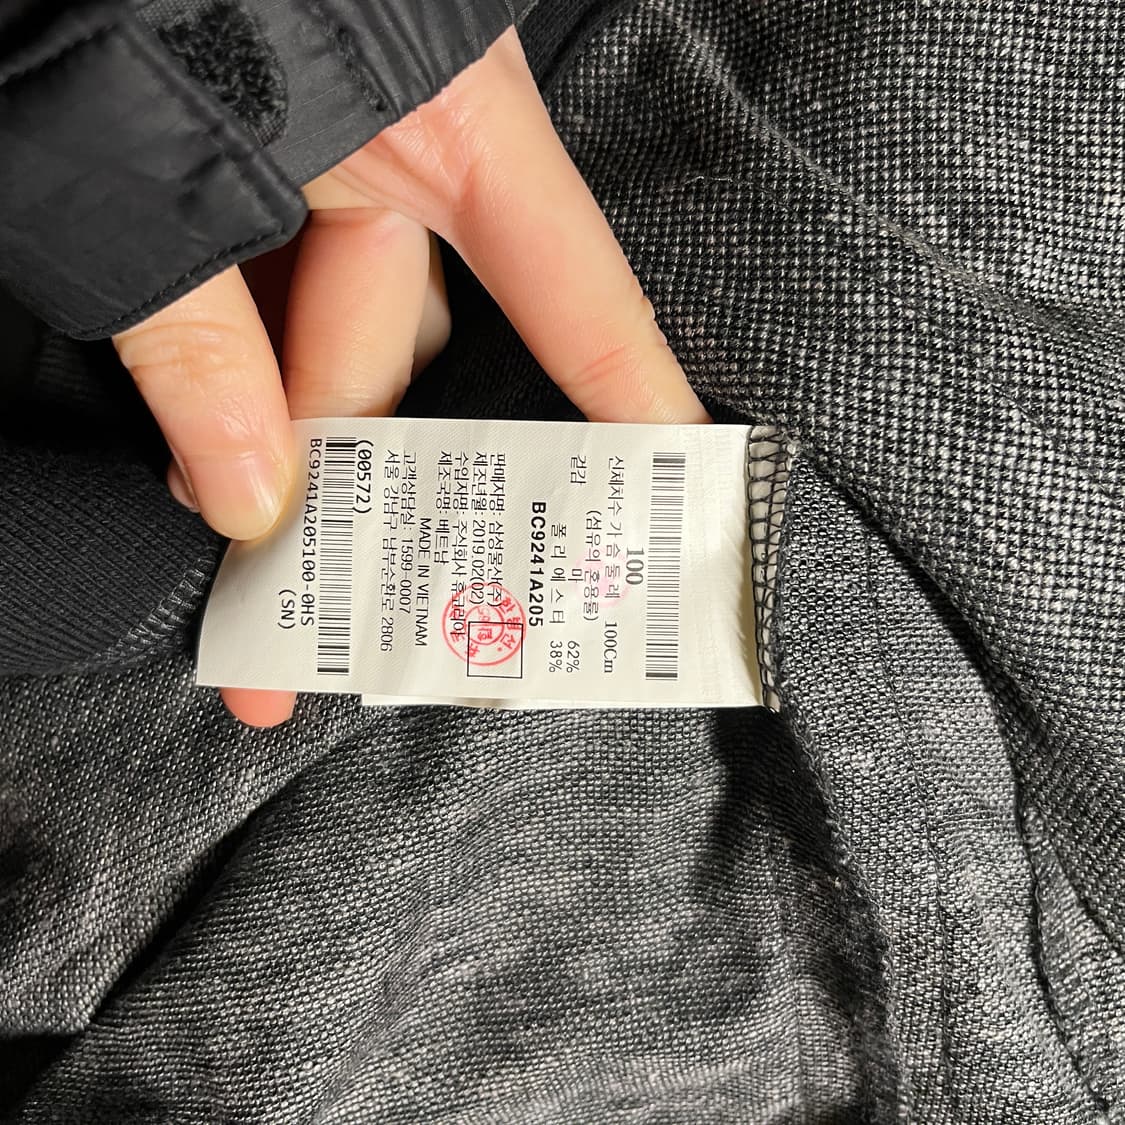 100
신체치수 가슴둘레 100Cm
(섬유의 혼용률)
겉감 마 62%
폴리에스터 38%
BC9241A205
판매자명: 삼성물산(주)
제조년월: 2019.02(02)
수입자명: 주식회사
제조국명: 베트남
MADE IN VIETNAM
고객상담실: 1599-0007
서울 강남구 남부순환로 2806
(00572)
BC9241A205100-0HS
(SN)